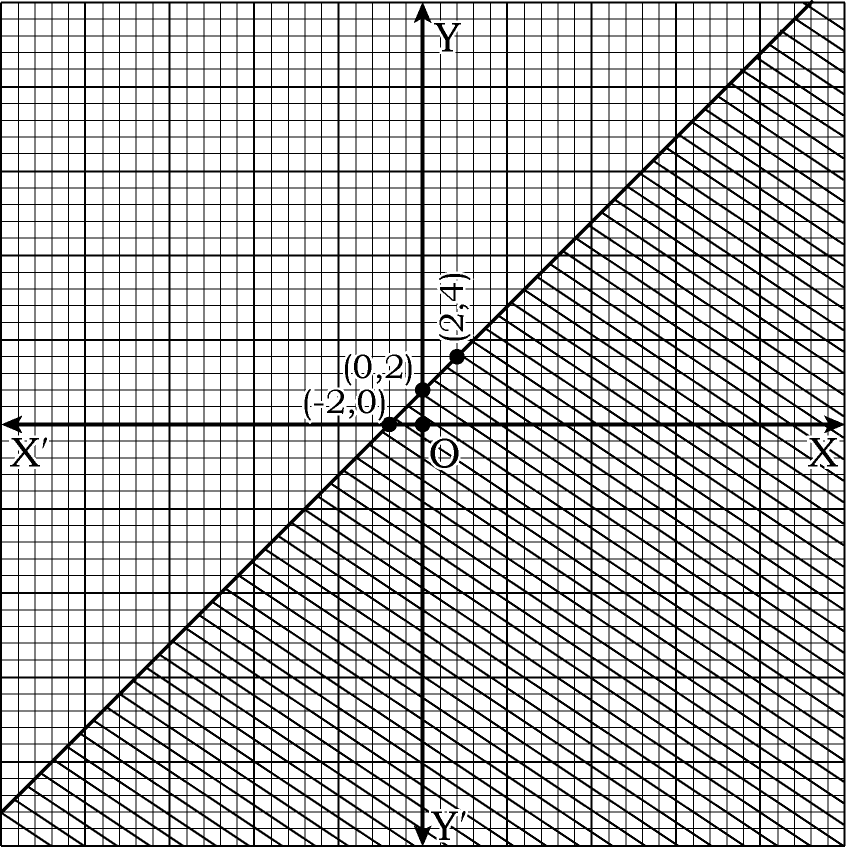 Y
(2,4)
(0,2)
(-2,0)
X'
O
X
Y'